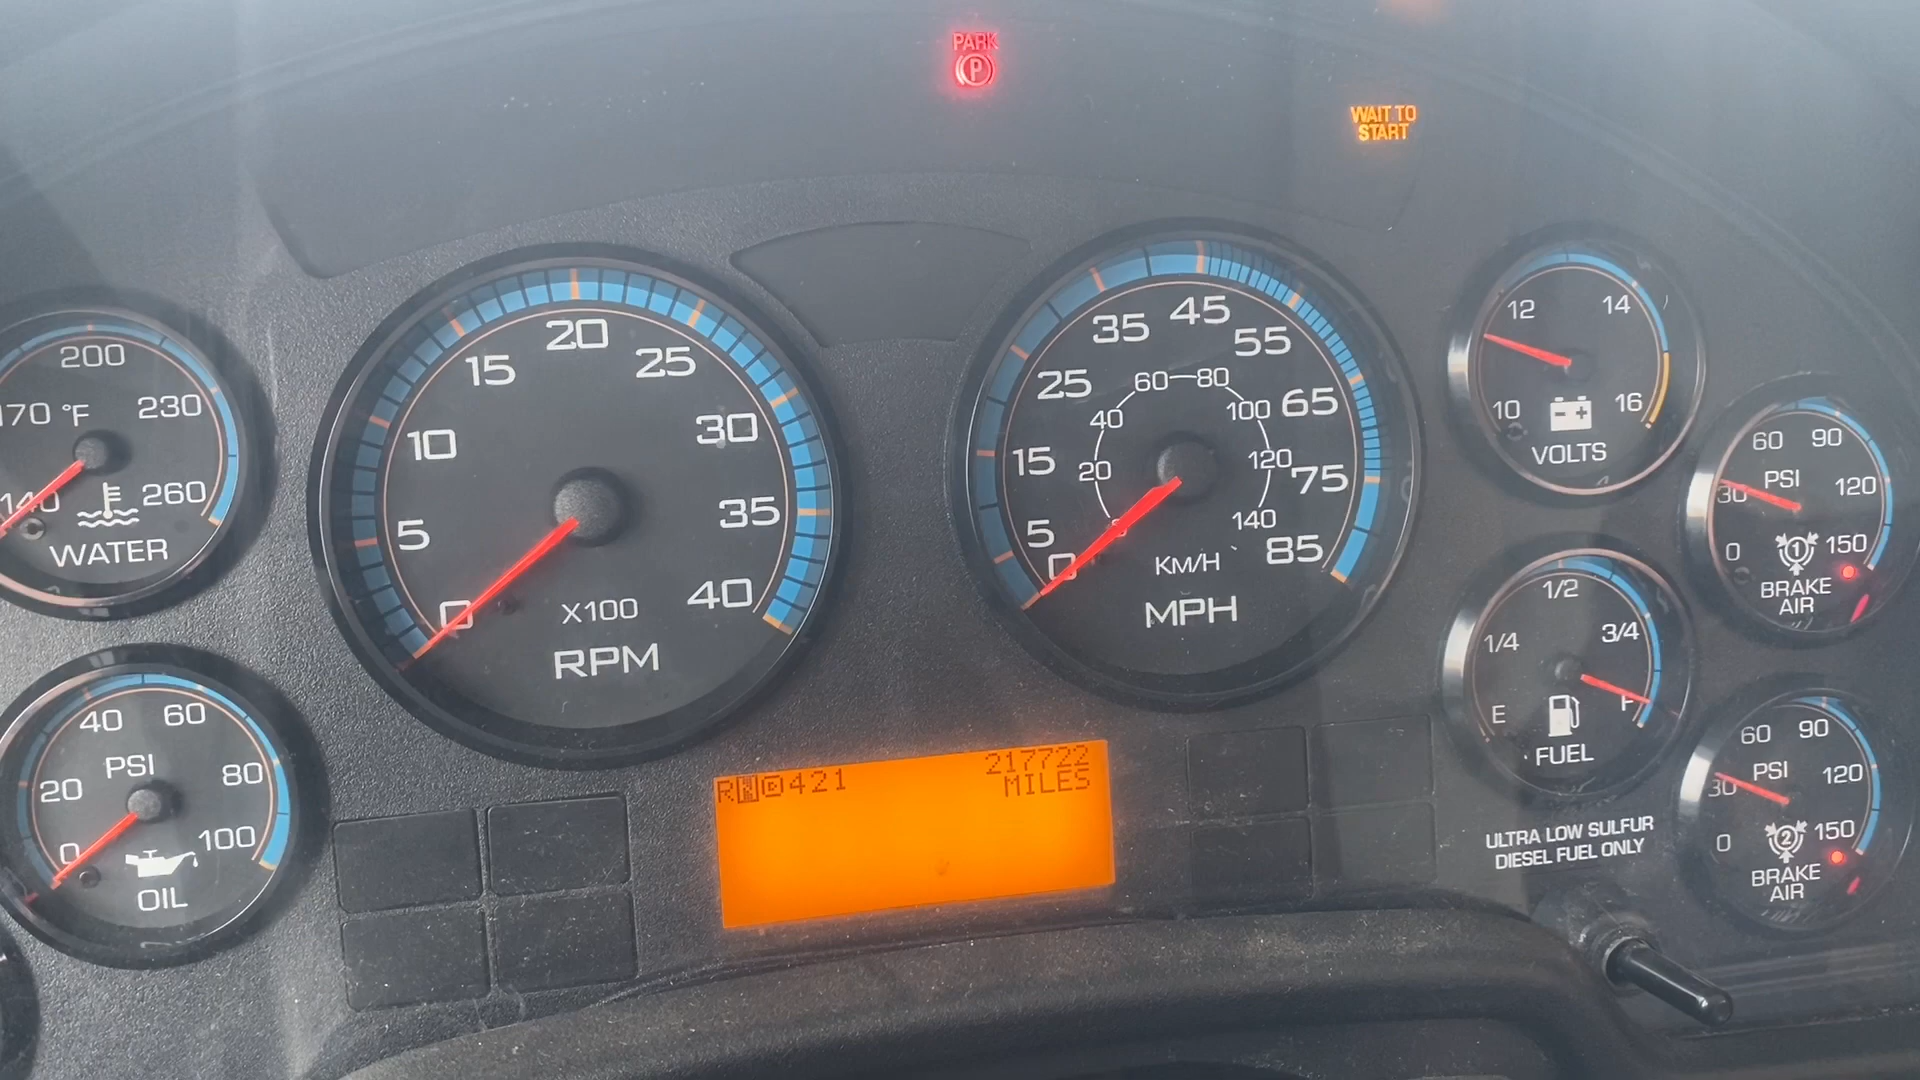 PARK
P
WAIT TO
START
200
170 °F 230
140 260
WATER
0 5 10 15 20 25 30 35 40
X100
RPM
0 5 15 25 35 45 55 65 75 85
20 40 60 80 100 120 140
KM/H
MPH
10 12 14 16
- +
VOLTS
0 30 60 90 120 150
PSI
1
BRAKE
AIR
E 1/4 1/2 3/4 F
FUEL
0 20 40 60 80 100
PSI
OIL
217722
MILES
R N D 421
0 30 60 90 120 150
PSI
2
BRAKE
AIR
ULTRA LOW SULFUR
DIESEL FUEL ONLY